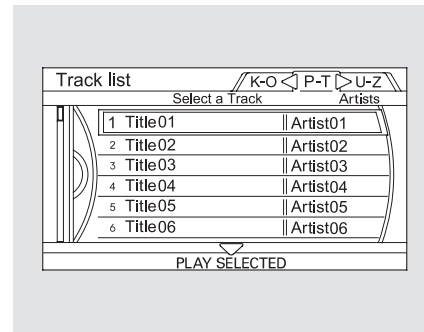 Track list K-O P-T U-Z
Select a Track Artists
1 Title01 Artist01
2 Title02 Artist02
3 Title03 Artist03
4 Title04 Artist04
5 Title05 Artist05
6 Title06 Artist06
PLAY SELECTED